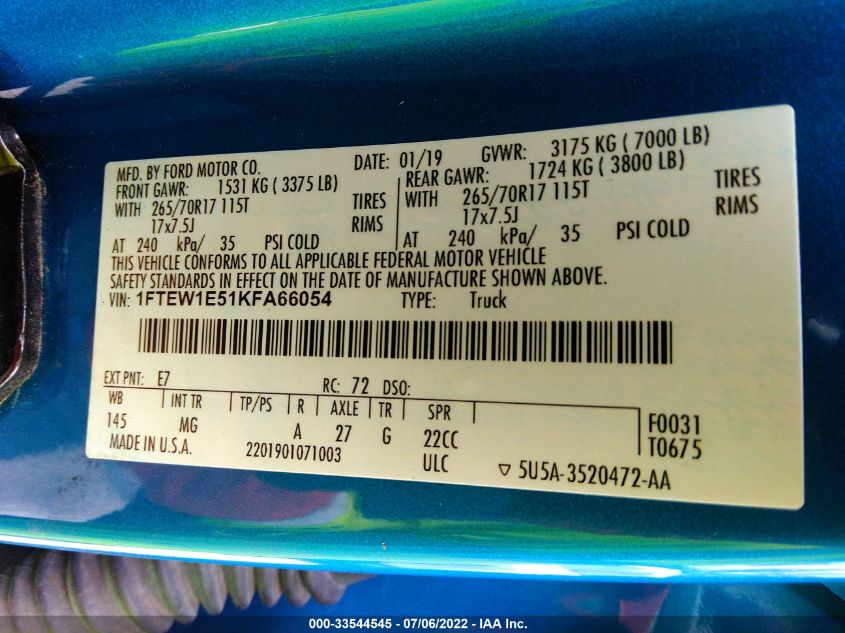 MFD. BY FORD MOTOR CO. DATE: 01/19 GVWR: 3175 KG ( 7000 LB)
FRONT GAWR: 1531 KG ( 3375 LB) REAR GAWR: 1724 KG ( 3800 LB)
WITH 265/70R17 115T TIRES WITH 265/70R17 115T TIRES
17x7.5J RIMS 17x7.5J RIMS
AT 240 kPa/ 35 PSI COLD AT 240 kPa/ 35 PSI COLD
THIS VEHICLE CONFORMS TO ALL APPLICABLE FEDERAL MOTOR VEHICLE
SAFETY STANDARDS IN EFFECT ON THE DATE OF MANUFACTURE SHOWN ABOVE.
VIN: 1FTEW1E51KFA66054 TYPE: Truck
EXT PNT: E7 RC: 72 DSO:
WB INT TR TP/PS R AXLE TR SPR
145 MG A 27 G 22CC F0031
MADE IN U.S.A. 2201901071003 ULC T0675
5U5A-3520472-AA
000-33544545 - 07/06/2022 - IAA Inc.